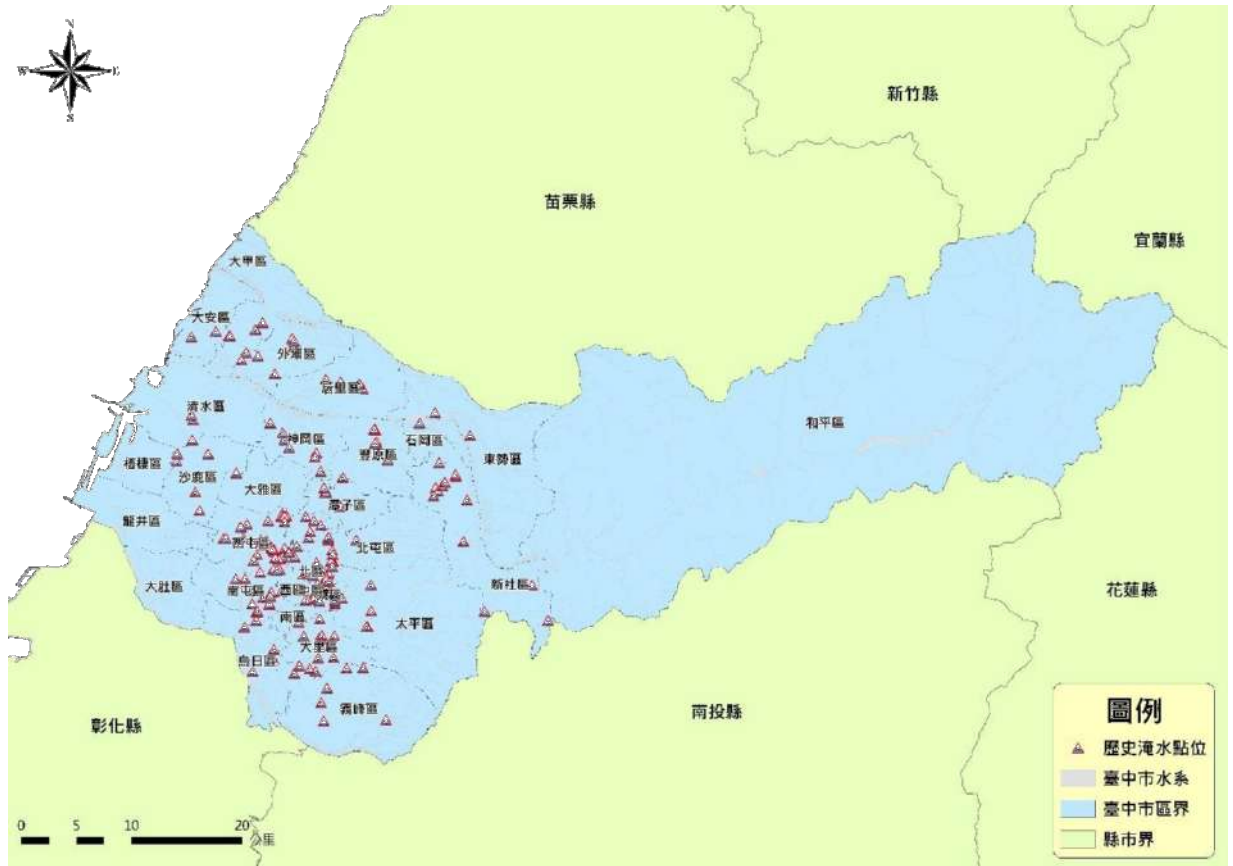 N
W
E
S
新竹縣
苗栗縣
宜蘭縣
大甲區
大安區
外埔區
后里區
清水區
和平區
神岡區
石岡區
豐原區
東勢區
梧棲區
沙鹿區
大雅區
潭子區
龍井區
西屯區
北屯區
北區
大肚區
新社區
南屯區
西區
花蓮縣
南區
太平區
大里區
烏日區
霧峰區
南投縣
彰化縣
圖例
歷史淹水點位
臺中市水系
臺中市區界
縣市界
0 5 10 20
公里